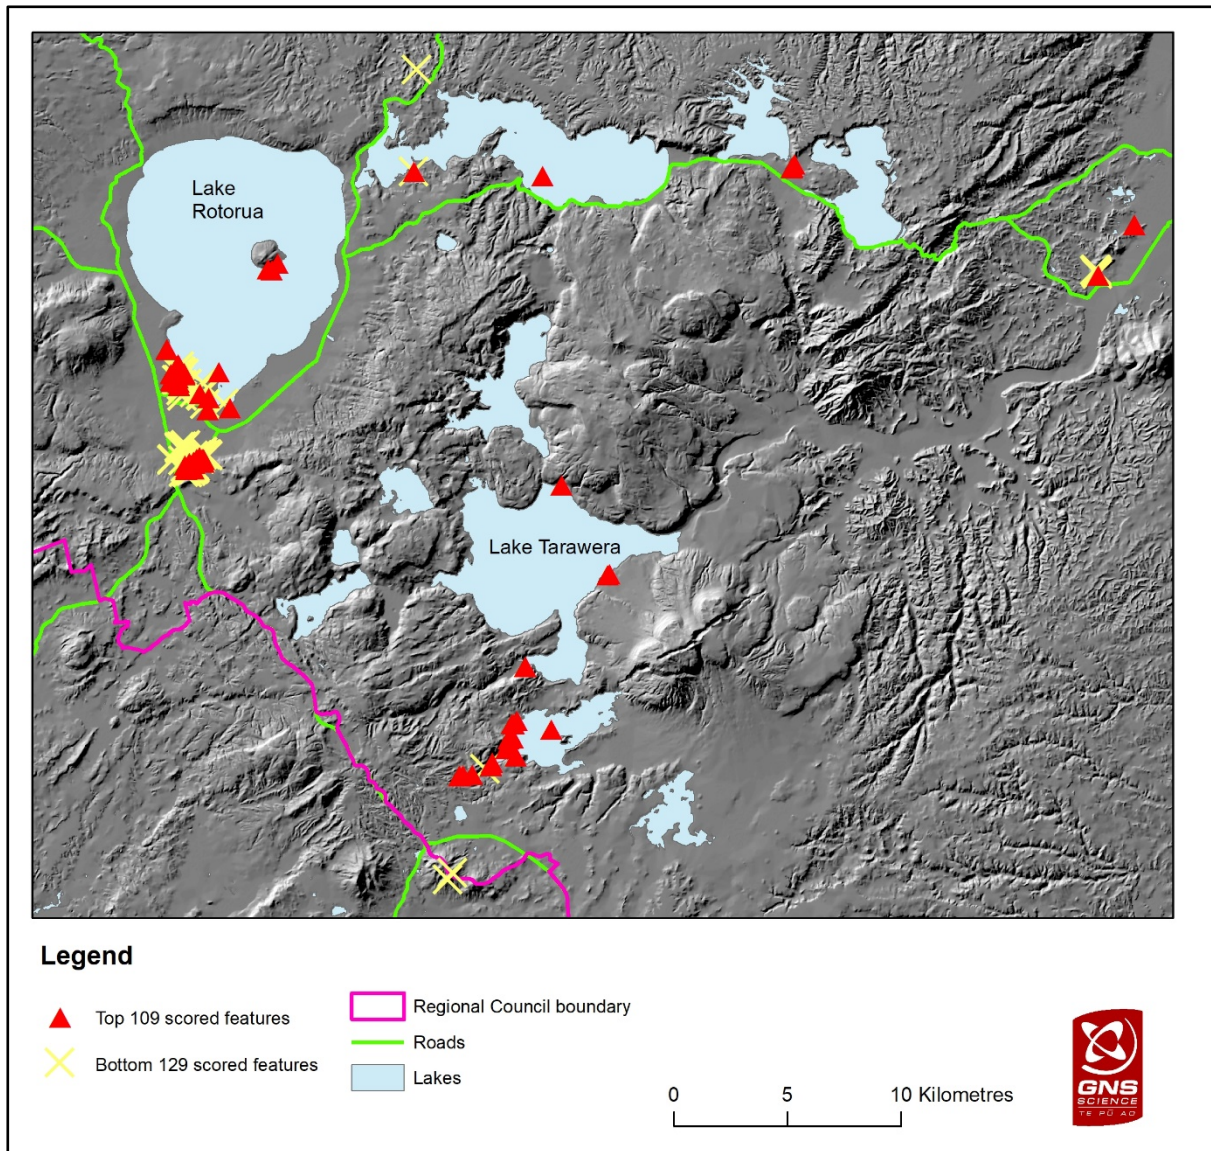 Lake
Rotorua
Lake Tarawera
Legend
Top 109 scored features
Bottom 129 scored features
Regional Council boundary
Roads
Lakes
0 5 10 Kilometres
GNS
SCIENCE
TE PŪ AO